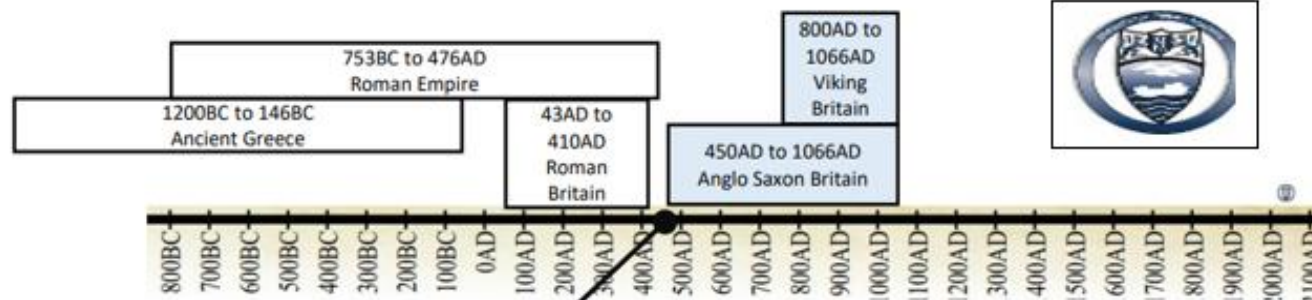 753BC to 476AD
Roman Empire
1200BC to 146BC
Ancient Greece
43AD to
410AD
Roman
Britain
800AD to
1066AD
Viking
Britain
450AD to 1066AD
Anglo Saxon Britain
800BC
700BC
600BC
500BC
400BC
300BC
200BC
100BC
0AD
100AD
200AD
300AD
400AD
500AD
600AD
700AD
800AD
900AD
1000AD
1100AD
1200AD
1300AD
1400AD
1500AD
1600AD
1700AD
1800AD
1900AD
2000AD